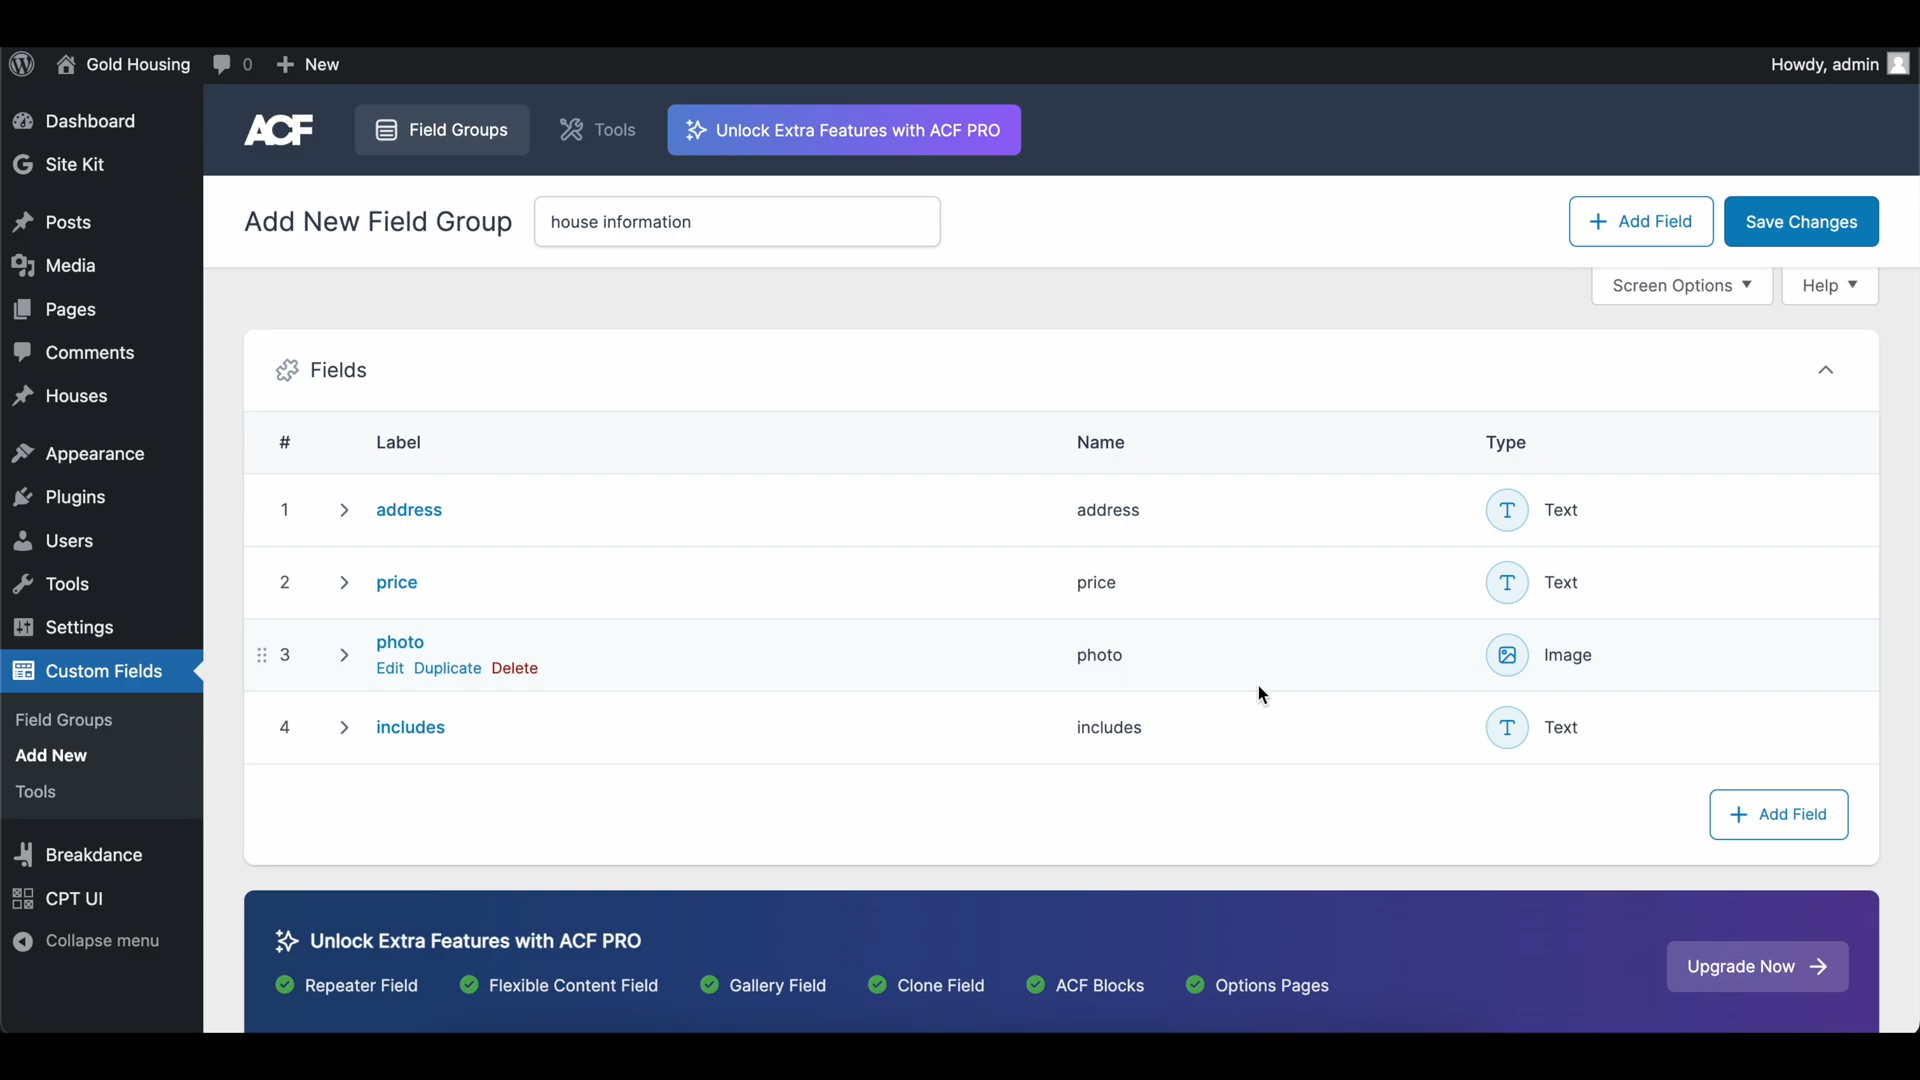 Gold Housing 0 New Howdy, admin
Dashboard
Site Kit
Posts
Media
Pages
Comments
Houses
Appearance
Plugins
Users
Tools
Settings
Custom Fields
Field Groups
Add New
Tools
Breakdance
CPT UI
Collapse menu
ACF Field Groups Tools Unlock Extra Features with ACF PRO
Add New Field Group house information Add Field Save Changes
Screen Options Help
Fields
# Label Name Type
1 address address T Text
2 price price T Text
3 photo photo Image
Edit Duplicate Delete
4 includes includes T Text
Add Field
Unlock Extra Features with ACF PRO
Repeater Field Flexible Content Field Gallery Field Clone Field ACF Blocks Options Pages
Upgrade Now